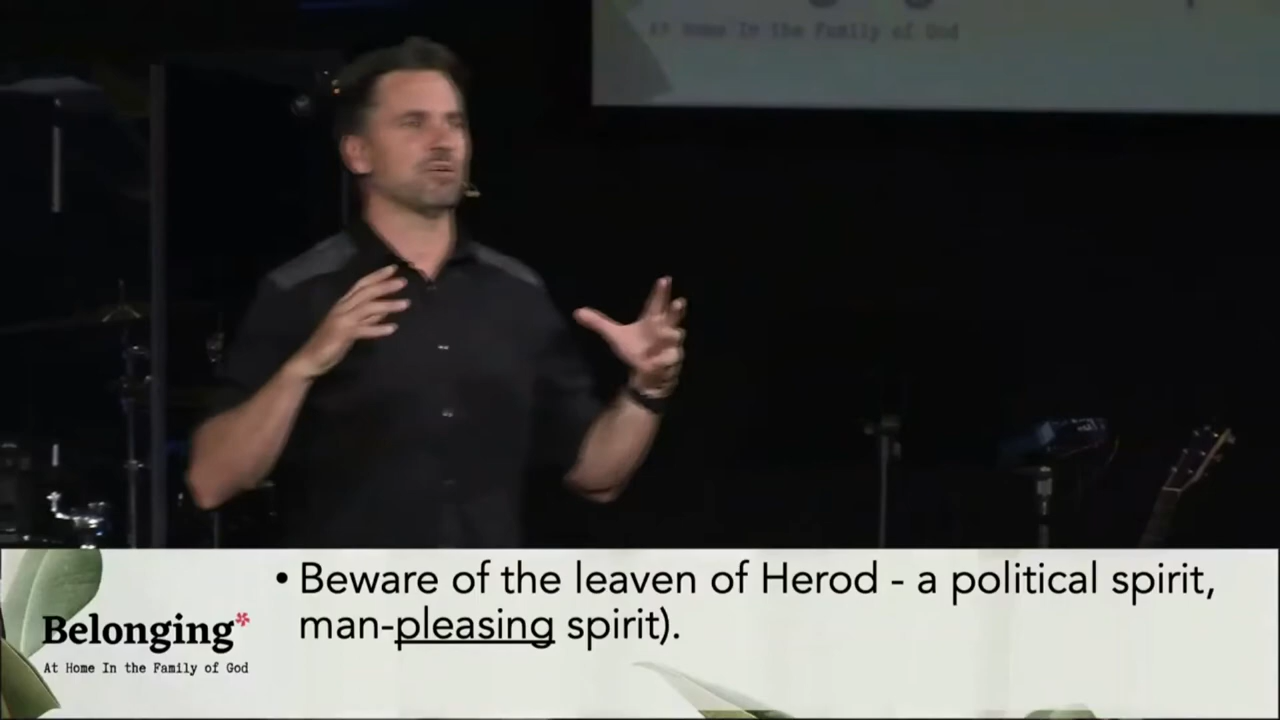 At Home In the Family of God
• Beware of the leaven of Herod - a political spirit,
man-pleasing spirit).
Belonging*
At Home In the Family of God